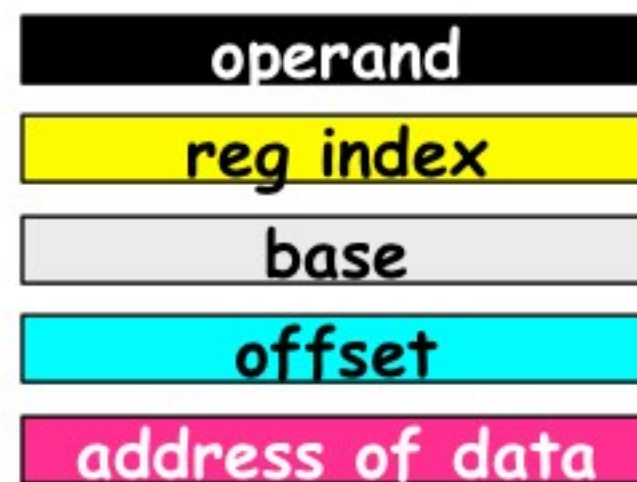 operand
reg index
base
offset
address of data